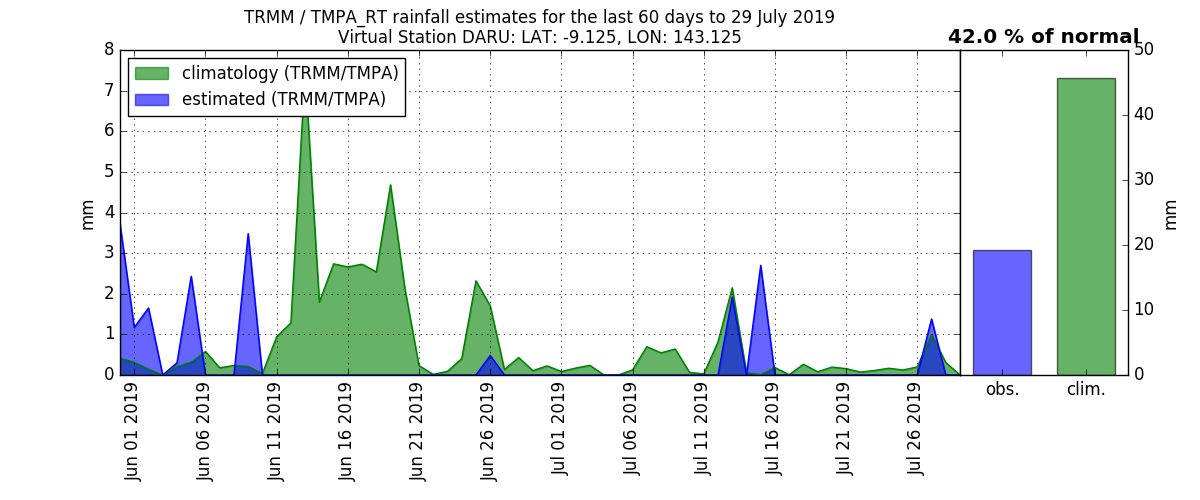 TRMM / TMPA_RT rainfall estimates for the last 60 days to 29 July 2019
Virtual Station DARU: LAT: -9.125, LON: 143.125
42.0 % of normal
climatology (TRMM/TMPA)
estimated (TRMM/TMPA)
8
7
6
5
4
3
2
1
0
mm
Jun 01 2019
Jun 06 2019
Jun 11 2019
Jun 16 2019
Jun 21 2019
Jun 26 2019
Jul 01 2019
Jul 06 2019
Jul 11 2019
Jul 16 2019
Jul 21 2019
Jul 26 2019
50
40
30
20
10
0
mm
obs.
clim.